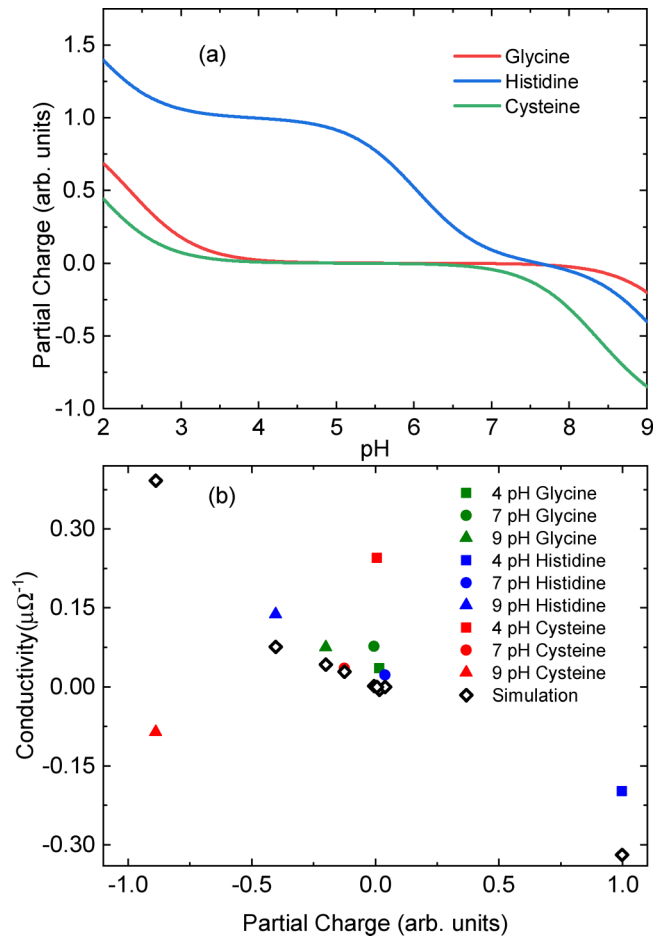 (a)
Glycine
Histidine
Cysteine
1.5
1.0
0.5
0.0
-0.5
-1.0
Partial Charge (arb. units)
2 3 4 5 6 7 8 9
pH
(b)
4 pH Glycine
7 pH Glycine
9 pH Glycine
4 pH Histidine
7 pH Histidine
9 pH Histidine
4 pH Cysteine
7 pH Cysteine
9 pH Cysteine
Simulation
0.30
0.15
0.00
-0.15
-0.30
Conductivity(μΩ⁻¹)
-1.0 -0.5 0.0 0.5 1.0
Partial Charge (arb. units)